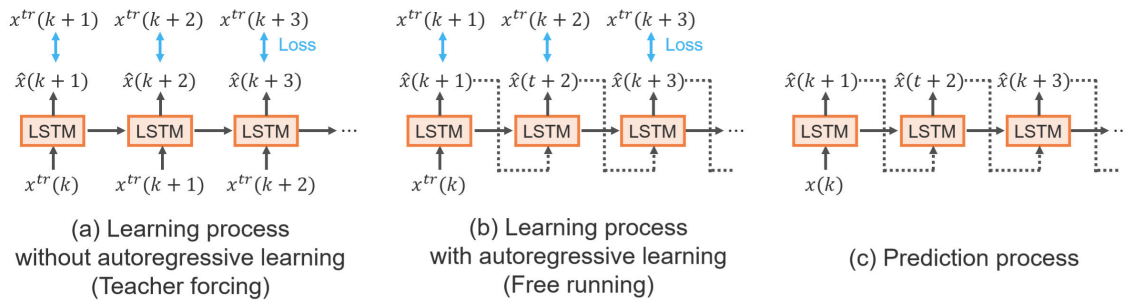 x^{tr}(k+1) x^{tr}(k+2) x^{tr}(k+3)
Loss
x̂(k+1) x̂(k+2) x̂(k+3)
LSTM LSTM LSTM ...
x^{tr}(k) x^{tr}(k+1) x^{tr}(k+2)
(a) Learning process
without autoregressive learning
(Teacher forcing)
x^{tr}(k+1) x^{tr}(k+2) x^{tr}(k+3)
Loss
x̂(k+1) x̂(t+2) x̂(k+3)
LSTM LSTM LSTM ...
x^{tr}(k)
(b) Learning process
with autoregressive learning
(Free running)
x̂(k+1) x̂(t+2) x̂(k+3)
LSTM LSTM LSTM ..
x(k)
(c) Prediction process